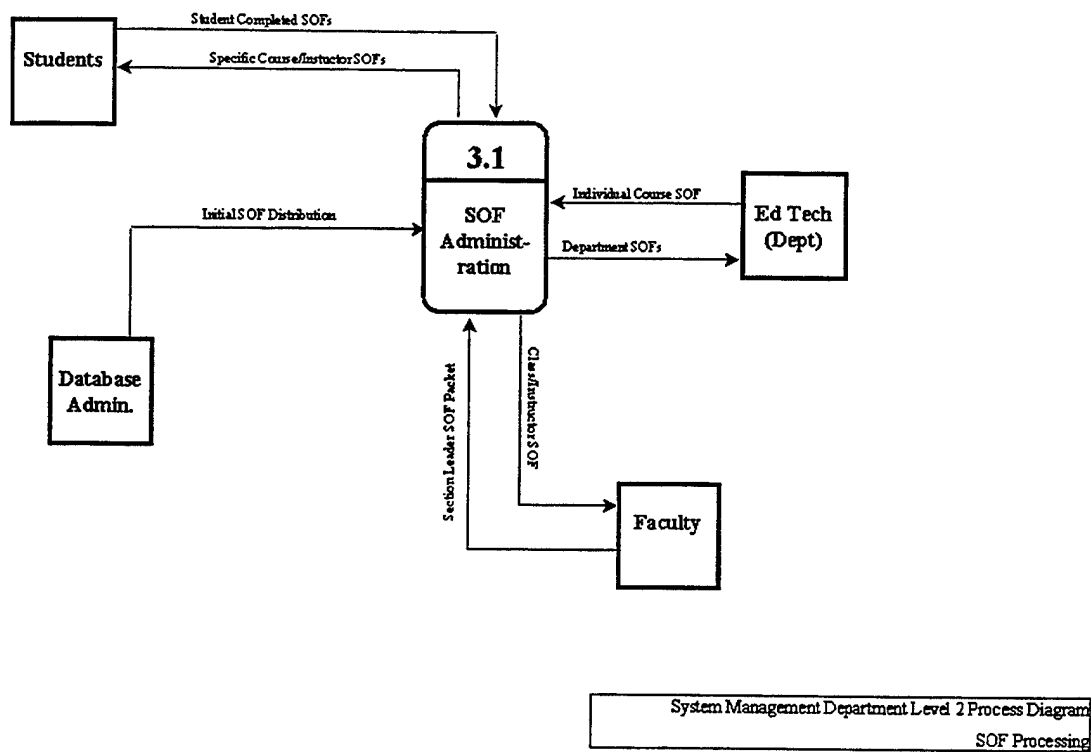 Student Completed SOFs
Students
Specific Course/Instuctor SOFs
3.1
SOF
Administ-
ration
Individual Course SOF
Ed Tech
(Dept)
Department SOFs
Initial SOF Distribution
Database
Admin.
Section Leader SOF Packet
Class/Instructor SOF
Faculty
System Management Department Level 2 Process Diagram
SOF Processing